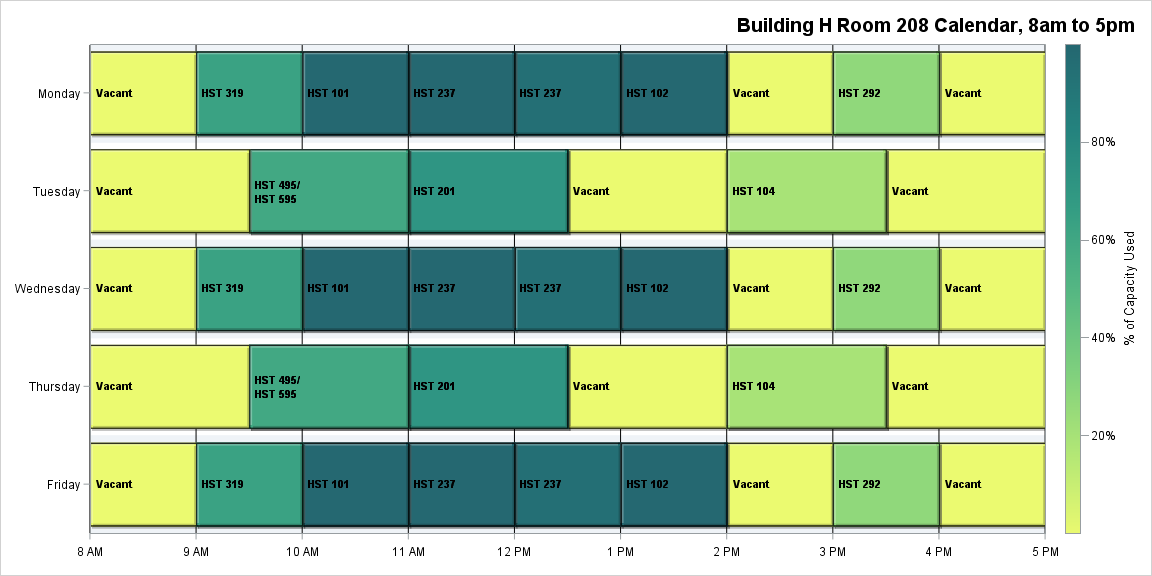 Building H Room 208 Calendar, 8am to 5pm
Monday
Vacant
HST 319
HST 101
HST 237
HST 237
HST 102
Vacant
HST 292
Vacant
Tuesday
Vacant
HST 495/
HST 595
HST 201
Vacant
HST 104
Vacant
Wednesday
Vacant
HST 319
HST 101
HST 237
HST 237
HST 102
Vacant
HST 292
Vacant
Thursday
Vacant
HST 495/
HST 595
HST 201
Vacant
HST 104
Vacant
Friday
Vacant
HST 319
HST 101
HST 237
HST 237
HST 102
Vacant
HST 292
Vacant
8 AM
9 AM
10 AM
11 AM
12 PM
1 PM
2 PM
3 PM
4 PM
5 PM
80%
60%
40%
20%
% of Capacity Used